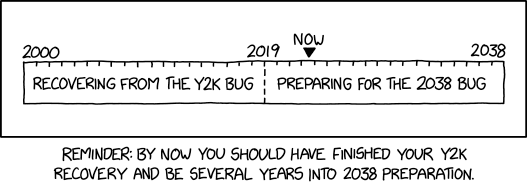 NOW
2000 2019 2038
RECOVERING FROM THE Y2K BUG PREPARING FOR THE 2038 BUG
REMINDER: BY NOW YOU SHOULD HAVE FINISHED YOUR Y2K
RECOVERY AND BE SEVERAL YEARS INTO 2038 PREPARATION.